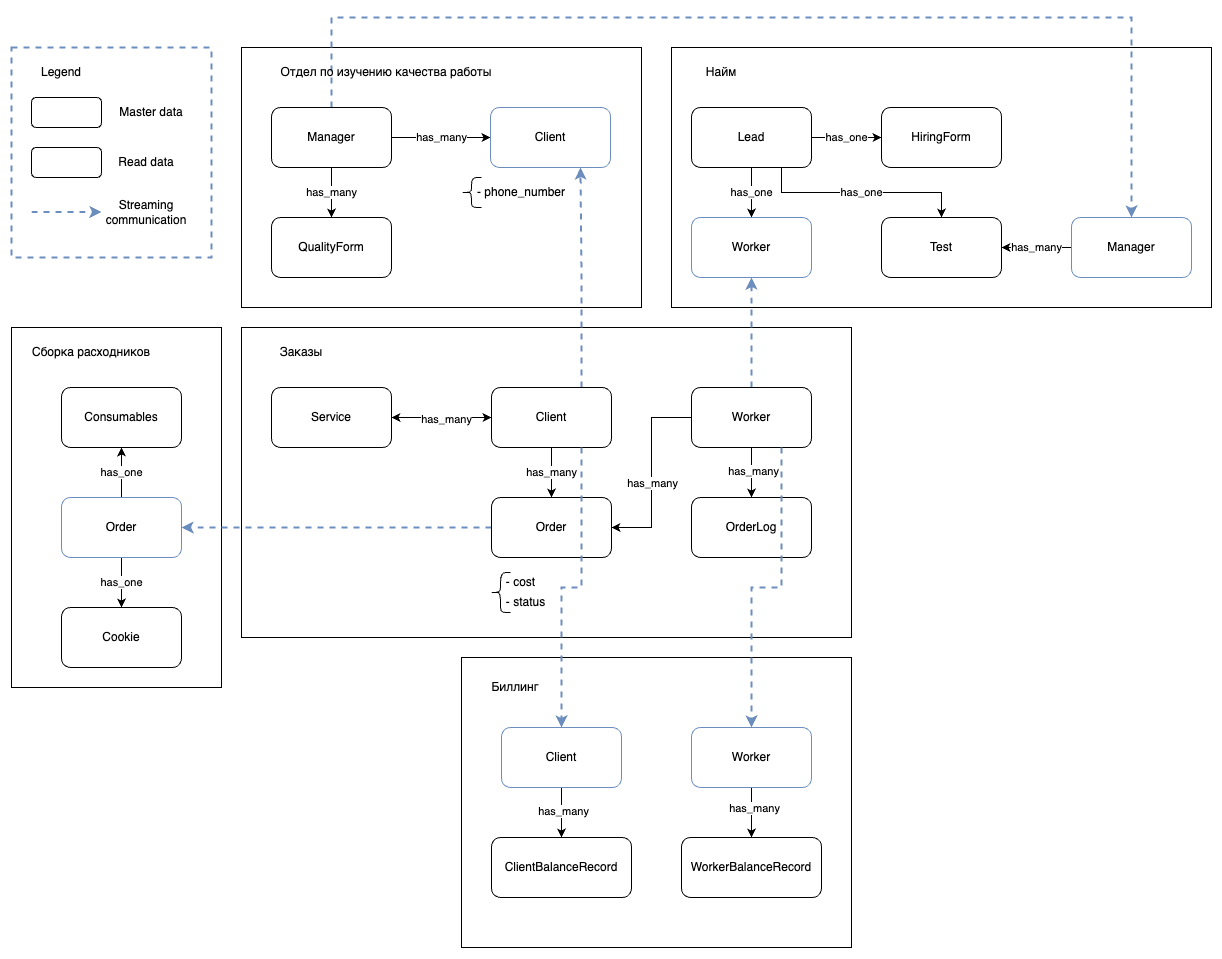 Legend
Master data
Read data
Streaming
communication
Отдел по изучению качества работы
Manager
has_many
Client
has_many
- phone_number
QualityForm
Найм
Lead
has_one
HiringForm
has_one
has_one
Worker
Test
has_many
Manager
Сборка расходников
Consumables
has_one
Order
has_one
Cookie
Заказы
Service
has_many
Client
Worker
has_many
has_many
has_many
Order
OrderLog
- cost
- status
Биллинг
Client
Worker
has_many
has_many
ClientBalanceRecord
WorkerBalanceRecord